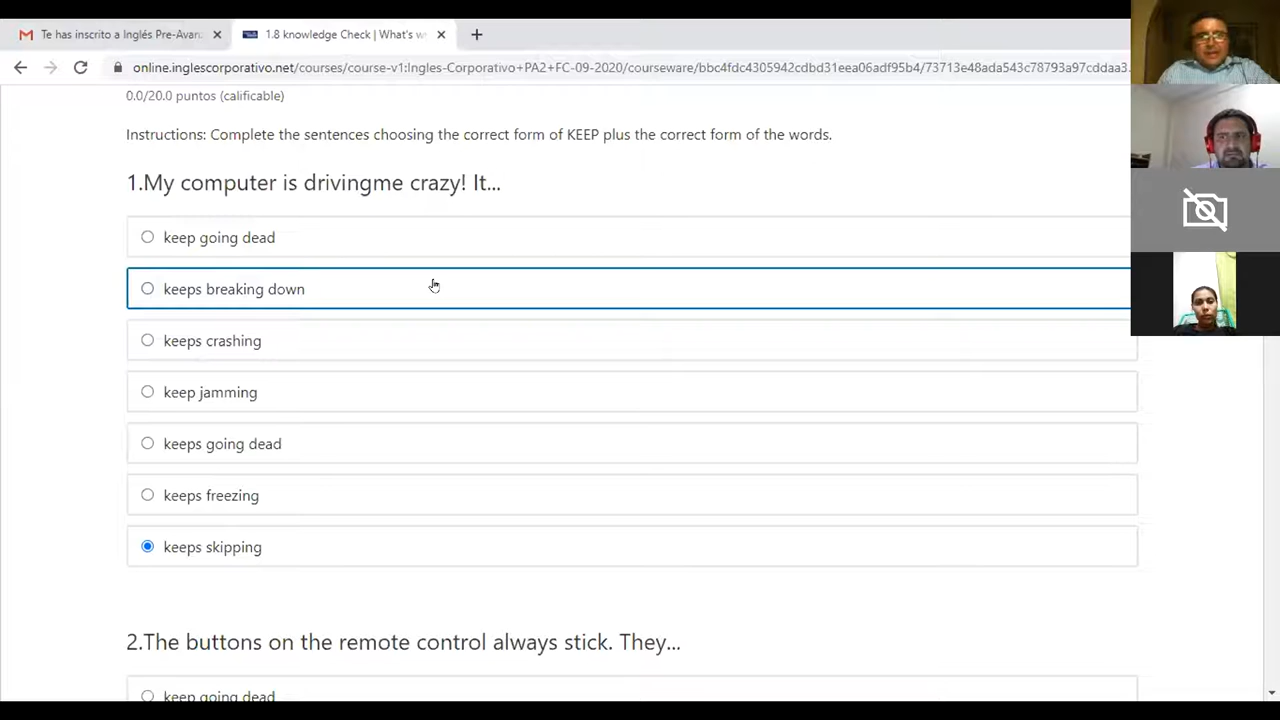 Te has inscrito a Inglés Pre-Avan
1.8 knowledge Check | What's w
online.inglescorporativo.net/courses/course-v1:Ingles-Corporativo+PA2+FC-09-2020/courseware/bbc4fdc4305942cdbd31eea06adf95b4/73713e48ada543c78793a97cddaa3...
0.0/20.0 puntos (calificable)
Instructions: Complete the sentences choosing the correct form of KEEP plus the correct form of the words.
1.My computer is drivingme crazy! It...
keep going dead
keeps breaking down
keeps crashing
keep jamming
keeps going dead
keeps freezing
keeps skipping
2.The buttons on the remote control always stick. They...
keep going dead